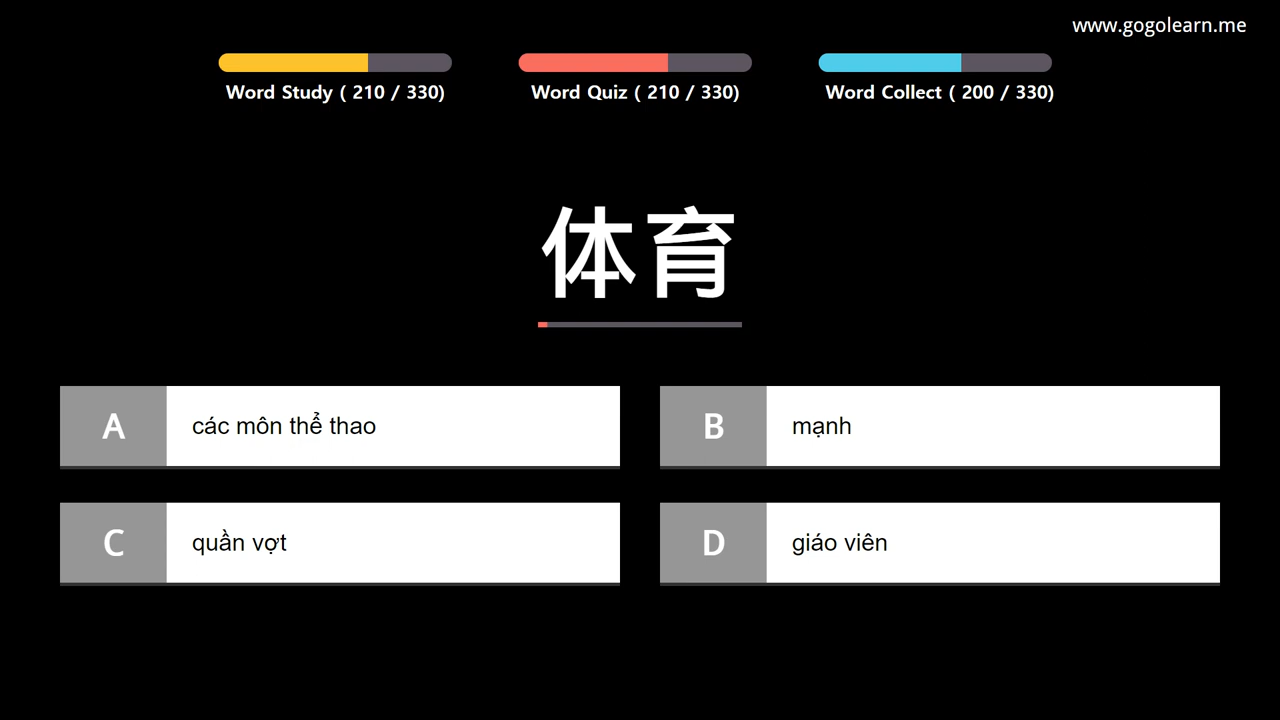 www.gogolearn.me
Word Study ( 210 / 330)
Word Quiz ( 210 / 330)
Word Collect ( 200 / 330)
体育
A
các môn thể thao
B
mạnh
C
quần vợt
D
giáo viên